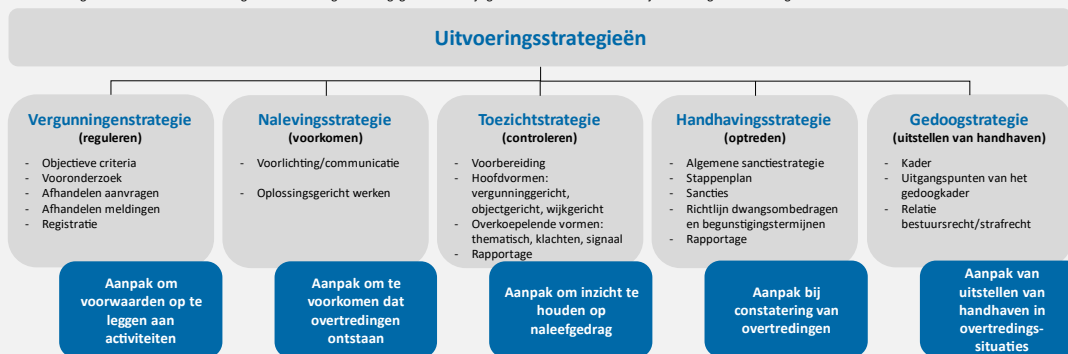 Uitvoeringsstrategieën
Vergunningenstrategie
(reguleren)
- Objectieve criteria
- Vooronderzoek
- Afhandelen aanvragen
- Afhandelen meldingen
- Registratie
Aanpak om
voorwaarden op te
leggen aan
activiteiten
Nalevingsstrategie
(voorkomen)
- Voorlichting/communicatie
- Oplossingsgericht werken
Aanpak om te
voorkomen dat
overtredingen
ontstaan
Toezichtstrategie
(controleren)
- Voorbereiding
- Hoofdvormen:
vergunninggericht,
objectgericht, wijkgericht
- Overkoepelende vormen:
thematisch, klachten, signaal
- Rapportage
Aanpak om inzicht te
houden op
naleefgedrag
Handhavingsstrategie
(optreden)
- Algemene sanctiestrategie
- Stappenplan
- Sancties
- Richtlijn dwangsombedragen
en begunstigingstermijnen
- Rapportage
Aanpak bij
constatering van
overtredingen
Gedoogstrategie
(uitstellen van handhaven)
- Kader
- Uitgangspunten van het
gedoogkader
- Relatie
bestuursrecht/strafrecht
Aanpak van
uitstellen van
handhaven in
overtredings-
situaties